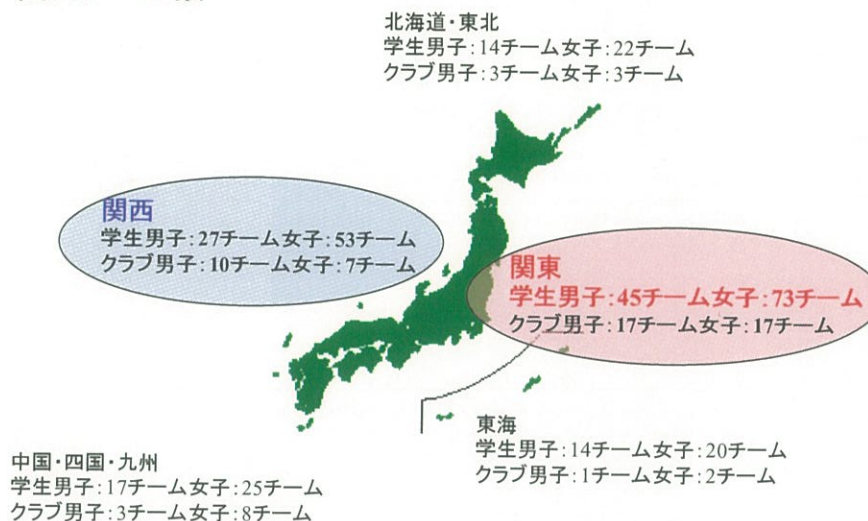 北海道・東北
学生男子:14チーム女子:22チーム
クラブ男子:3チーム女子:3チーム
関西
学生男子:27チーム女子:53チーム
クラブ男子:10チーム女子:7チーム
関東
学生男子:45チーム女子:73チーム
クラブ男子:17チーム女子:17チーム
東海
学生男子:14チーム女子:20チーム
クラブ男子:1チーム女子:2チーム
中国・四国・九州
学生男子:17チーム女子:25チーム
クラブ男子:3チーム女子:8チーム